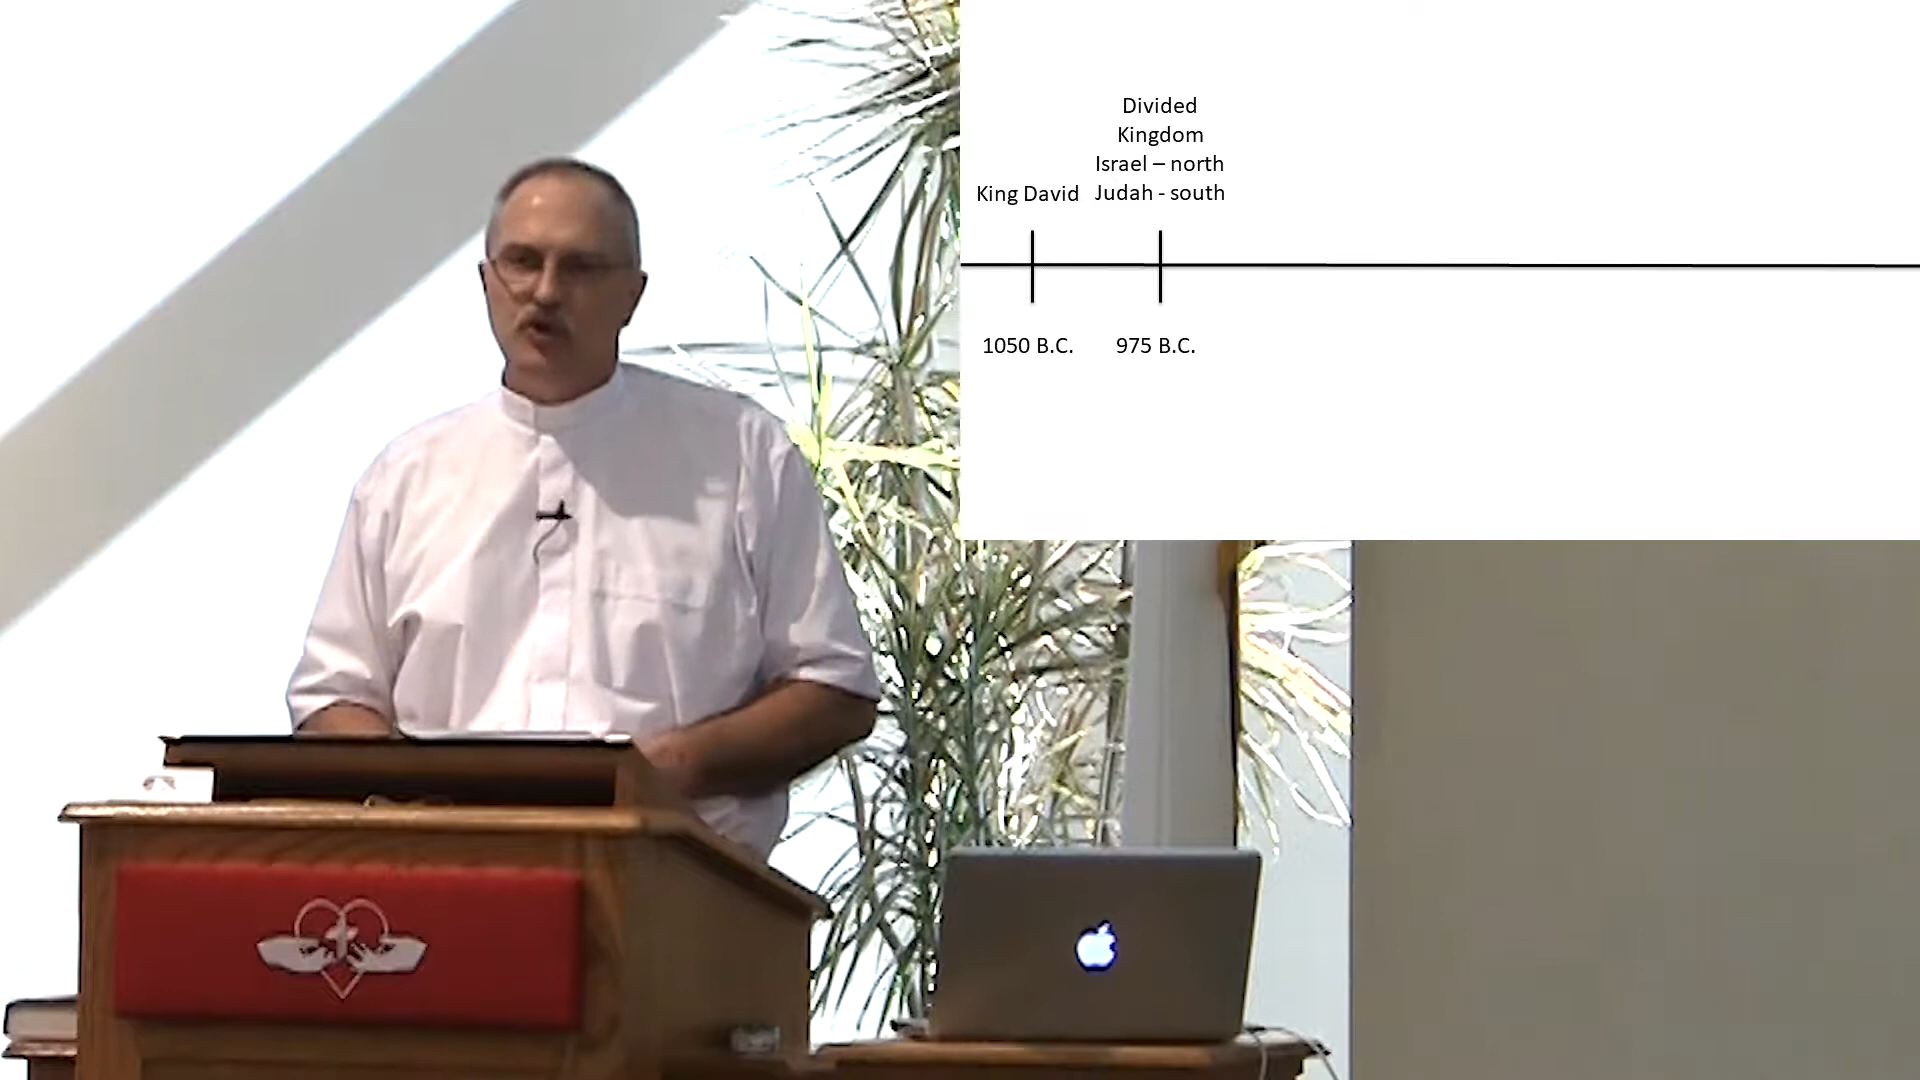 Divided
Kingdom
Israel – north
King David Judah - south
1050 B.C. 975 B.C.